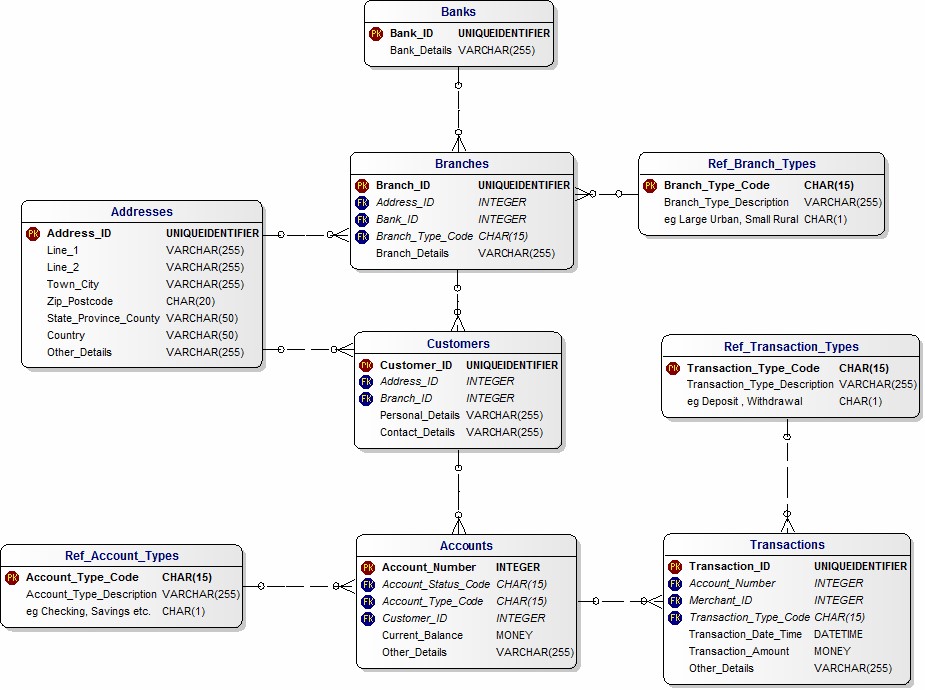 Banks
PK Bank_ID UNIQUEIDENTIFIER
Bank_Details VARCHAR(255)
Branches
PK Branch_ID UNIQUEIDENTIFIER
FK Address_ID INTEGER
FK Bank_ID INTEGER
FK Branch_Type_Code CHAR(15)
Branch_Details VARCHAR(255)
Ref_Branch_Types
PK Branch_Type_Code CHAR(15)
Branch_Type_Description VARCHAR(255)
eg Large Urban, Small Rural CHAR(1)
Addresses
PK Address_ID UNIQUEIDENTIFIER
Line_1 VARCHAR(255)
Line_2 VARCHAR(255)
Town_City VARCHAR(255)
Zip_Postcode CHAR(20)
State_Province_County VARCHAR(50)
Country VARCHAR(50)
Other_Details VARCHAR(255)
Customers
PK Customer_ID UNIQUEIDENTIFIER
FK Address_ID INTEGER
FK Branch_ID INTEGER
Personal_Details VARCHAR(255)
Contact_Details VARCHAR(255)
Ref_Transaction_Types
PK Transaction_Type_Code CHAR(15)
Transaction_Type_Description VARCHAR(255)
eg Deposit , Withdrawal CHAR(1)
Ref_Account_Types
PK Account_Type_Code CHAR(15)
Account_Type_Description VARCHAR(255)
eg Checking, Savings etc. CHAR(1)
Accounts
PK Account_Number INTEGER
FK Account_Status_Code CHAR(15)
FK Account_Type_Code CHAR(15)
FK Customer_ID INTEGER
Current_Balance MONEY
Other_Details VARCHAR(255)
Transactions
PK Transaction_ID UNIQUEIDENTIFIER
FK Account_Number INTEGER
FK Merchant_ID INTEGER
FK Transaction_Type_Code CHAR(15)
Transaction_Date_Time DATETIME
Transaction_Amount MONEY
Other_Details VARCHAR(255)